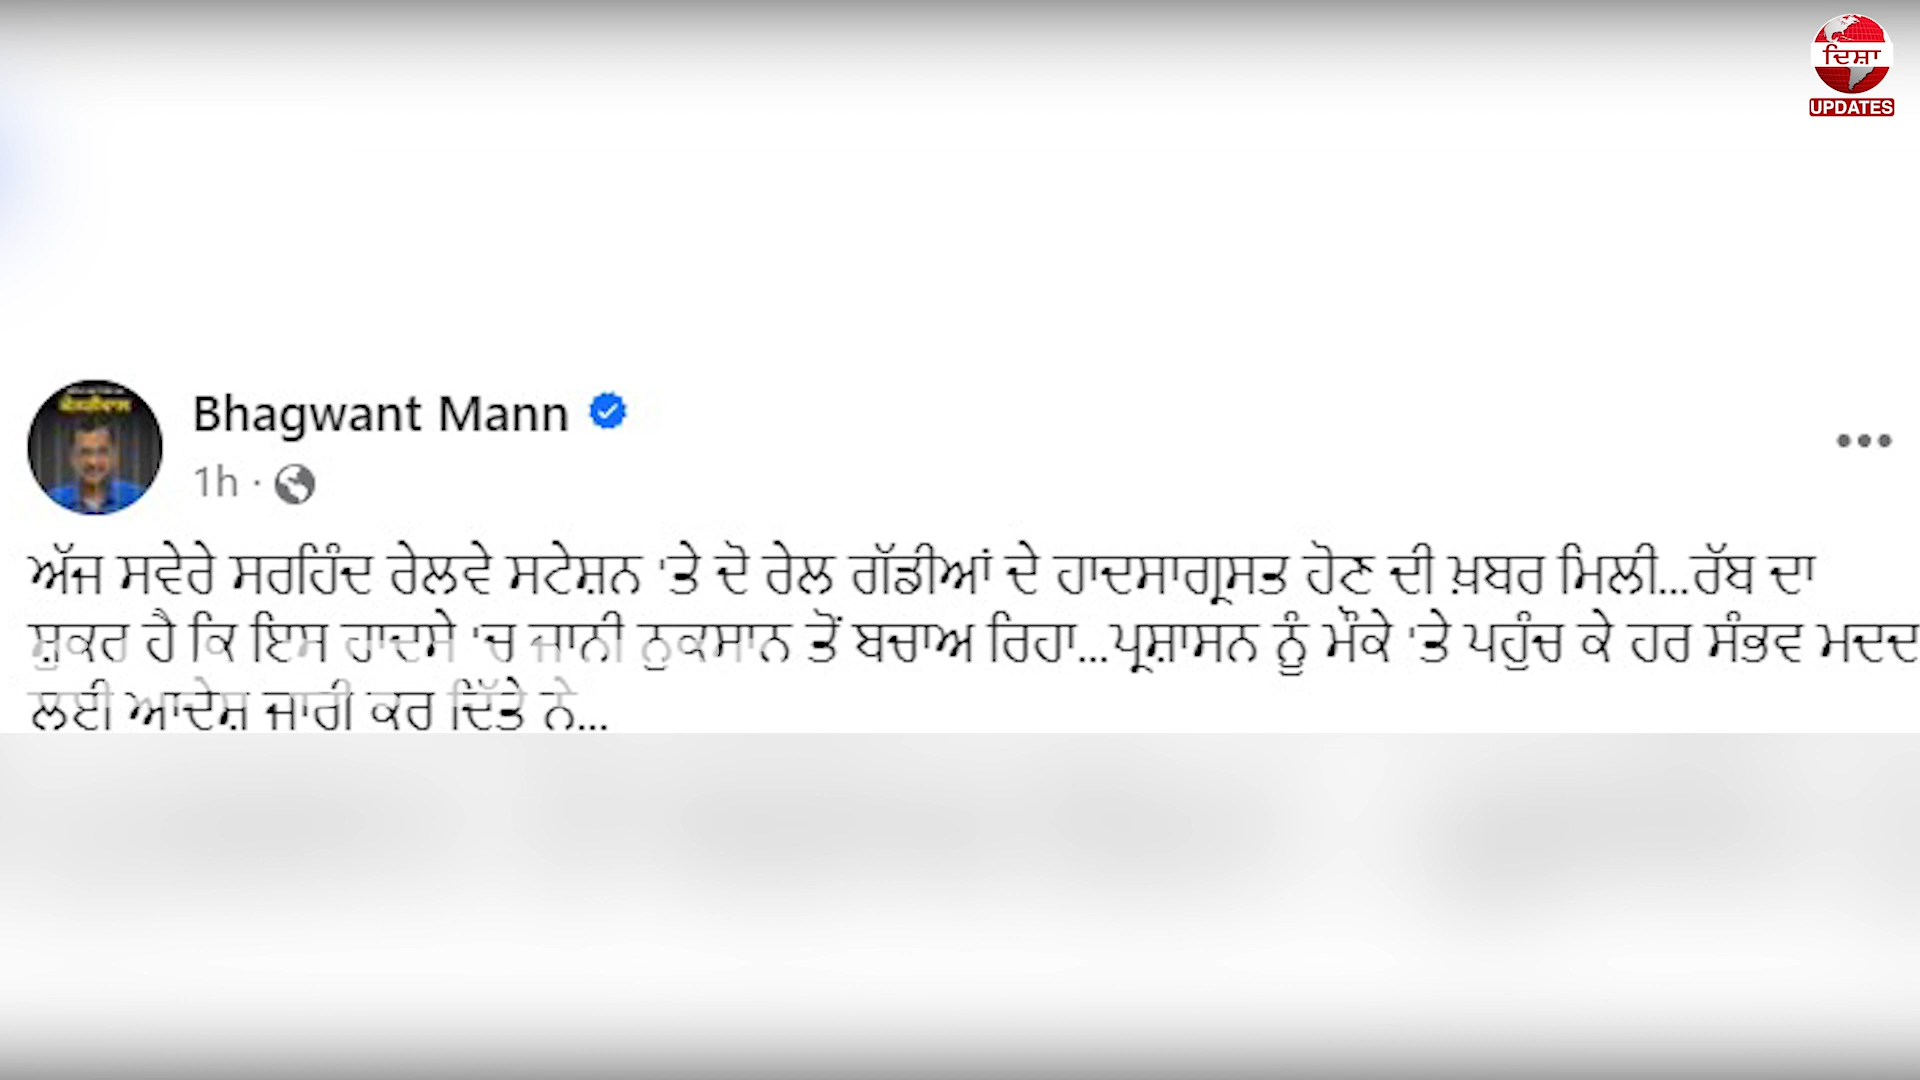 ਦਿਸ਼ਾ
UPDATES
Bhagwant Mann
1h ·
ਅੱਜ ਸਵੇਰੇ ਸਰਹਿੰਦ ਰੇਲਵੇ ਸਟੇਸ਼ਨ 'ਤੇ ਦੋ ਰੇਲ ਗੱਡੀਆਂ ਦੇ ਹਾਦਸਾਗ੍ਰਸਤ ਹੋਣ ਦੀ ਖ਼ਬਰ ਮਿਲੀ...ਰੱਬ ਦਾ
ਸ਼ੁਕਰ ਹੈ ਕਿ ਇਸ ਹਾਦਸੇ 'ਚ ਜਾਨੀ ਨੁਕਸਾਨ ਤੋਂ ਬਚਾਅ ਰਿਹਾ...ਪ੍ਰਸ਼ਾਸਨ ਨੂੰ ਮੌਕੇ 'ਤੇ ਪਹੁੰਚ ਕੇ ਹਰ ਸੰਭਵ ਮਦਦ
ਲਈ ਆਦੇਸ਼ ਜਾਰੀ ਕਰ ਦਿੱਤੇ ਨੇ...